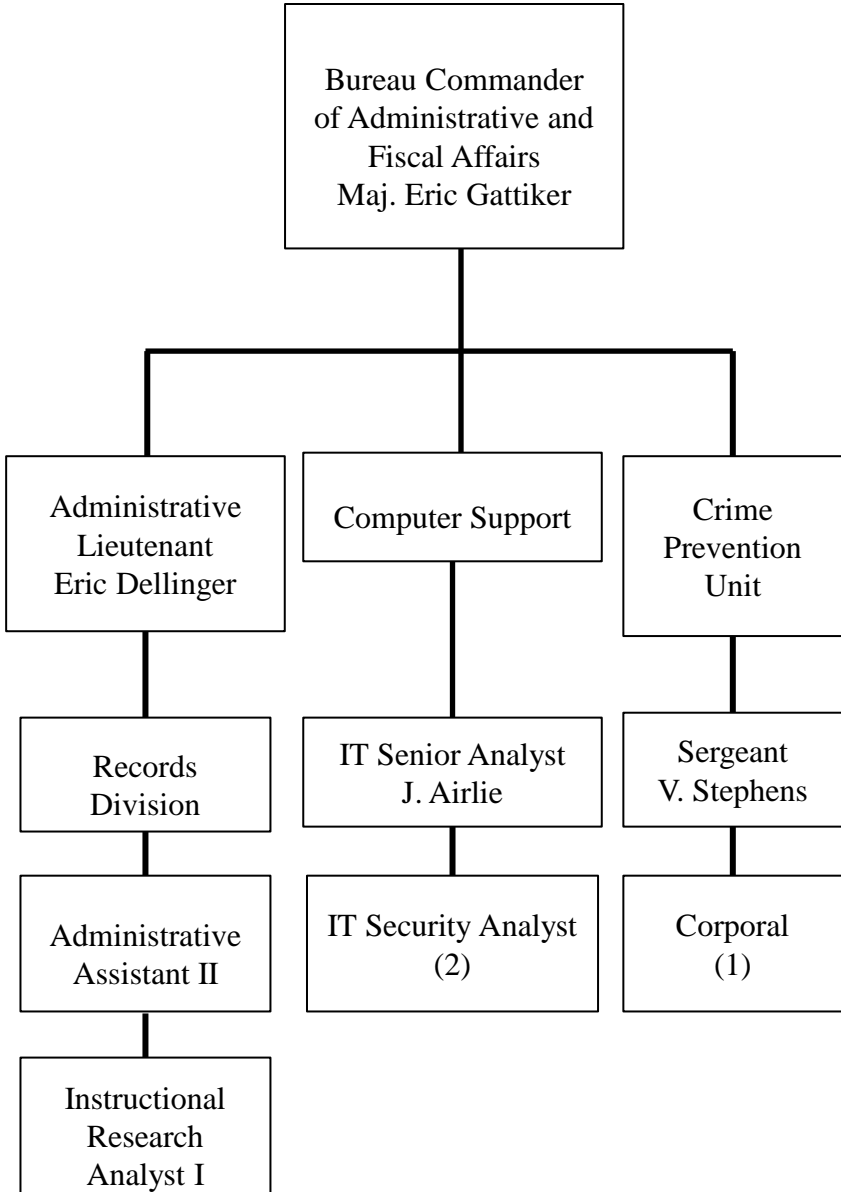 Bureau Commander
of Administrative and
Fiscal Affairs
Maj. Eric Gattiker
Administrative
Lieutenant
Eric Dellinger
Computer Support
Crime
Prevention
Unit
Records
Division
IT Senior Analyst
J. Airlie
Sergeant
V. Stephens
Administrative
Assistant II
IT Security Analyst
(2)
Corporal
(1)
Instructional
Research
Analyst I